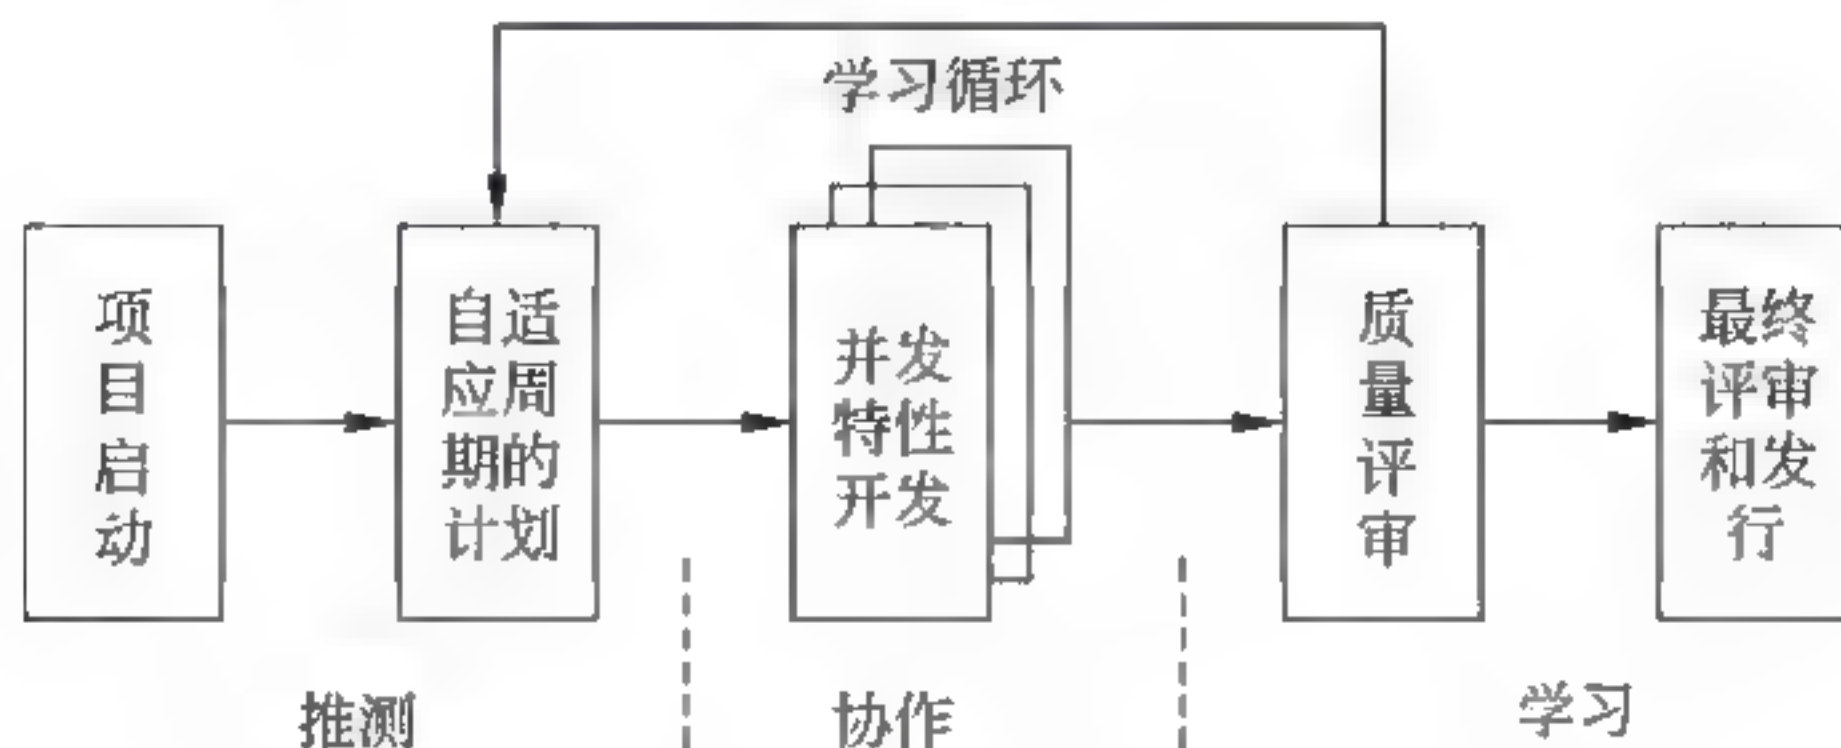 学习循环
项
目
启
动
自适
应周
期的
计划
并发
特性
开发
质
量
评
审
最终
评审
和发
行
推测
协作
学习